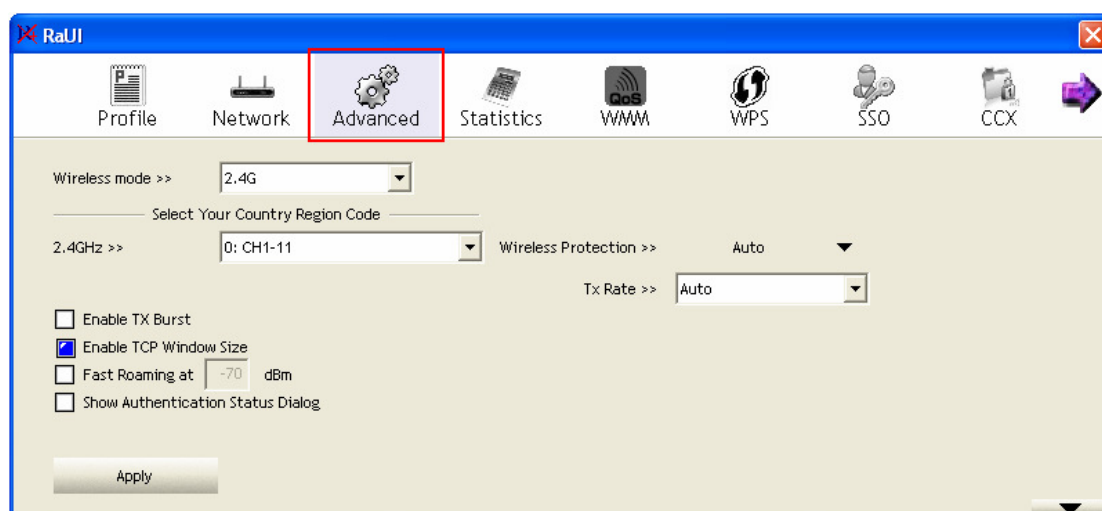 RaUI
Profile Network Advanced Statistics QoS WMM WPS SSO CCX
Wireless mode >> 2.4G
Select Your Country Region Code
2.4GHz >> 0: CH1-11 Wireless Protection >> Auto
Tx Rate >> Auto
Enable TX Burst
Enable TCP Window Size
Fast Roaming at -70 dBm
Show Authentication Status Dialog
Apply